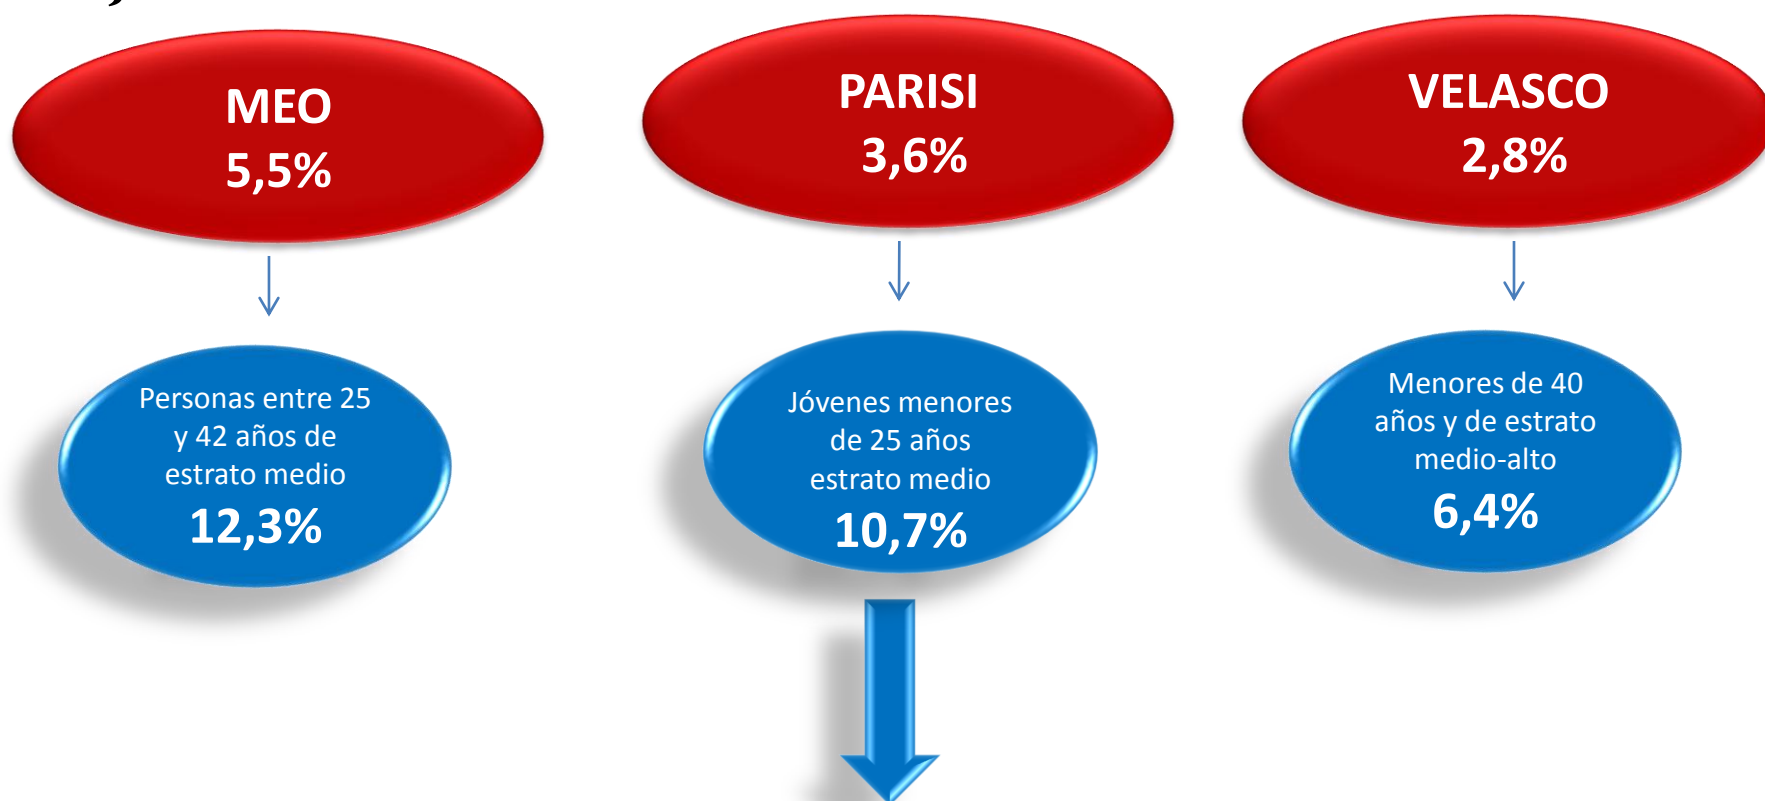 MEO
5,5%
PARISI
3,6%
VELASCO
2,8%
Personas entre 25
y 42 años de
estrato medio
12,3%
Jóvenes menores
de 25 años
estrato medio
10,7%
Menores de 40
años y de estrato
medio-alto
6,4%